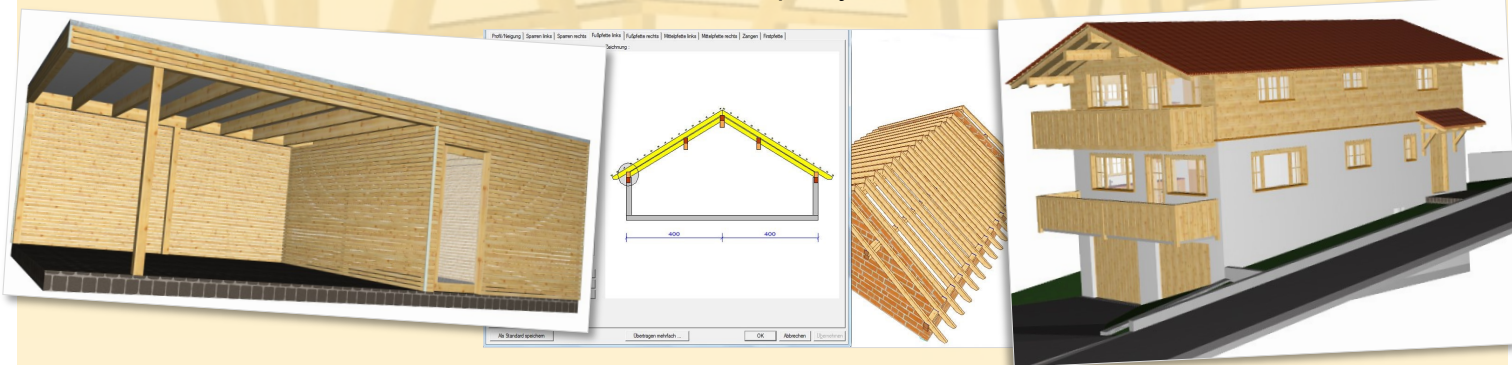 Profil/Neigung | Sparren links | Sparren rechts | Fußpfette links | Fußpfette rechts | Mittelpfette links | Mittelpfette rechts | Zangen | Firstpfette
Zeichnung
400 400
Als Standard speichern Übertragen mehrfach ... OK Abbrechen Übernehmen